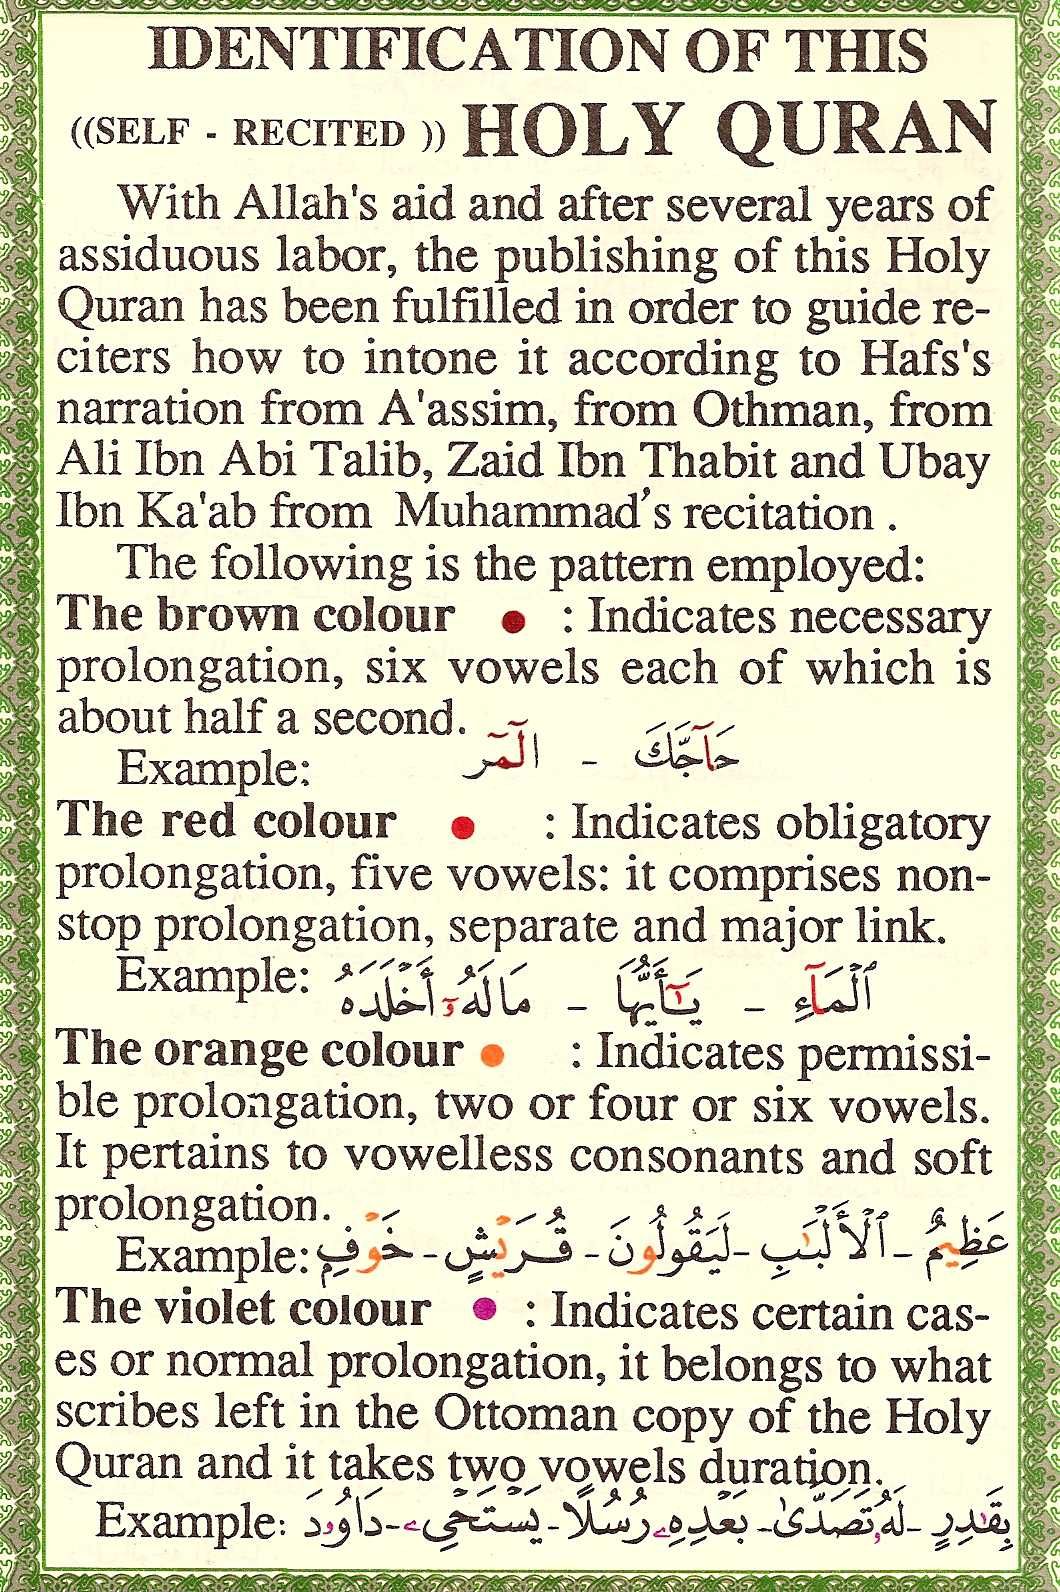 IDENTIFICATION OF THIS
((SELF - RECITED )) HOLY QURAN
With Allah's aid and after several years of
assiduous labor, the publishing of this Holy
Quran has been fulfilled in order to guide re-
citers how to intone it according to Hafs's
narration from A'assim, from Othman, from
Ali Ibn Abi Talib, Zaid Ibn Thabit and Ubay
Ibn Ka'ab from Muhammad's recitation .
The following is the pattern employed:
The brown colour ● : Indicates necessary
prolongation, six vowels each of which is
about half a second.
Example: حَآجَّكَ - الٓمٓر
The red colour ● : Indicates obligatory
prolongation, five vowels: it comprises non-
stop prolongation, separate and major link.
Example: ٱلْمَآءِ - يَـٰٓأَيُّهَا - مَالَهُۥٓ أَخْلَدَهُ
The orange colour ● : Indicates permissi-
ble prolongation, two or four or six vowels.
It pertains to vowelless consonants and soft
prolongation.
Example: عَظِيمٌ - ٱلْأَلْبَـٰبِ - لَيَقُولُونَ - قُرَيْشٍ - خَوْفٍ
The violet colour ● : Indicates certain cas-
es or normal prolongation, it belongs to what
scribes left in the Ottoman copy of the Holy
Quran and it takes two vowels duration.
Example: بِقَـٰدِرٍ - لَهُۥ تَصَدَّىٰ - بَعْدِهِۦ رُسُلًا - يَسْتَحْىِۦ - دَاوُۥدَ